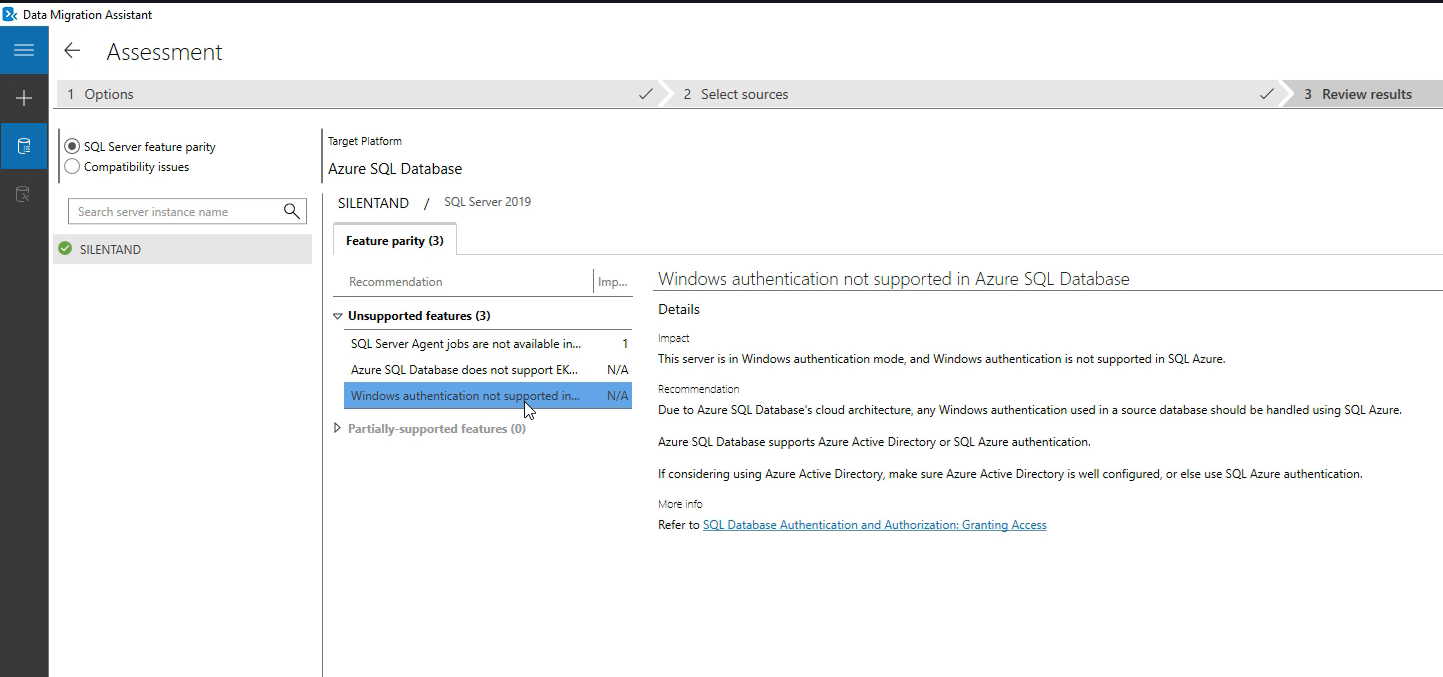 Data Migration Assistant
Assessment
1 Options
2 Select sources
3 Review results
SQL Server feature parity
Compatibility issues
Search server instance name
SILENTAND
Target Platform
Azure SQL Database
SILENTAND / SQL Server 2019
Feature parity (3)
Recommendation Imp...
Unsupported features (3)
SQL Server Agent jobs are not available in... 1
Azure SQL Database does not support EK... N/A
Windows authentication not supported in... N/A
Partially-supported features (0)
Windows authentication not supported in Azure SQL Database
Details
Impact
This server is in Windows authentication mode, and Windows authentication is not supported in SQL Azure.
Recommendation
Due to Azure SQL Database's cloud architecture, any Windows authentication used in a source database should be handled using SQL Azure.
Azure SQL Database supports Azure Active Directory or SQL Azure authentication.
If considering using Azure Active Directory, make sure Azure Active Directory is well configured, or else use SQL Azure authentication.
More info
Refer to SQL Database Authentication and Authorization: Granting Access